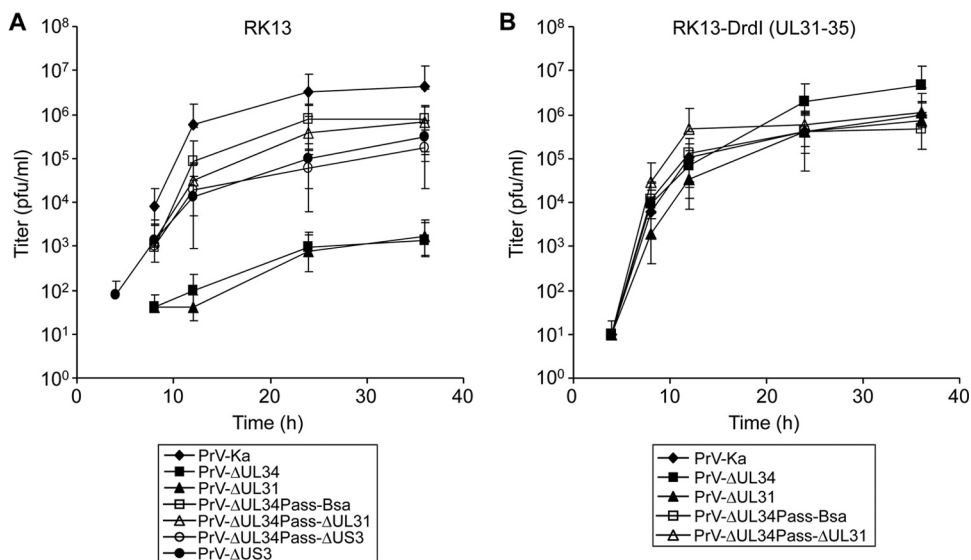 A
RK13
Titer (pfu/ml)
10⁸
10⁷
10⁶
10⁵
10⁴
10³
10²
10¹
10⁰
0
10
20
30
40
Time (h)
PrV-Ka
PrV-ΔUL34
PrV-ΔUL31
PrV-ΔUL34Pass-Bsa
PrV-ΔUL34Pass-ΔUL31
PrV-ΔUL34Pass-ΔUS3
PrV-ΔUS3
B
RK13-DrdI (UL31-35)
Titer (pfu/ml)
10⁸
10⁷
10⁶
10⁵
10⁴
10³
10²
10¹
10⁰
0
10
20
30
40
Time (h)
PrV-Ka
PrV-ΔUL34
PrV-ΔUL31
PrV-ΔUL34Pass-Bsa
PrV-ΔUL34Pass-ΔUL31